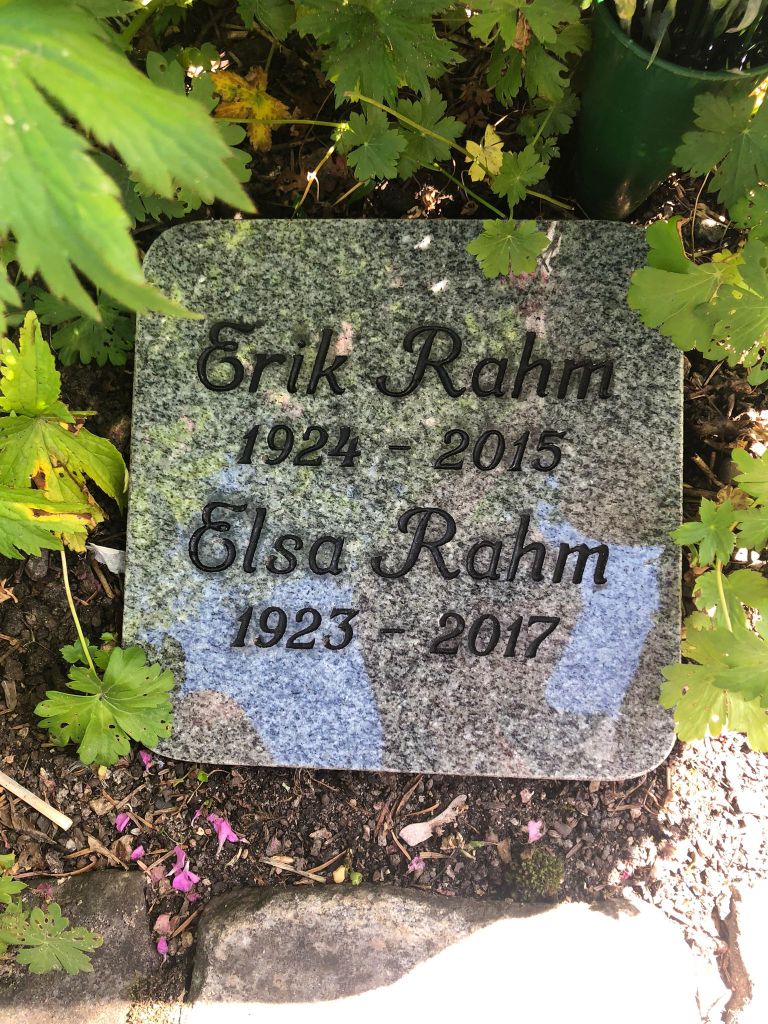 Erik Rahm
1924 - 2015
Elsa Rahm
1923 - 2017